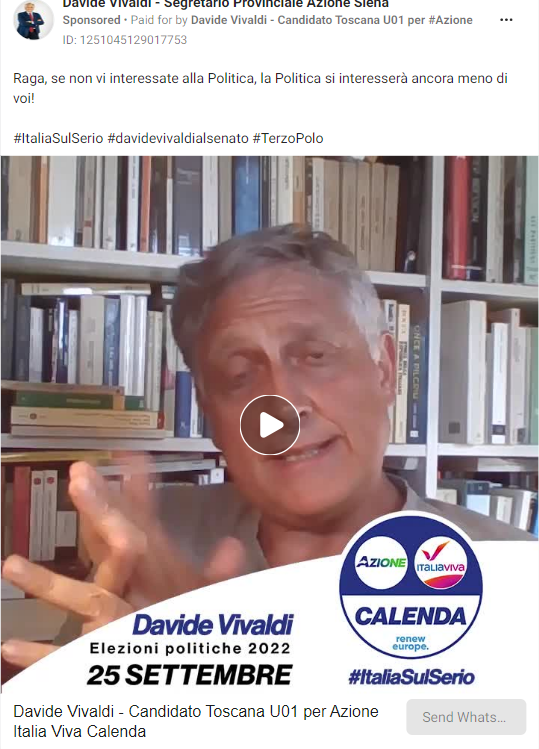 Davide Vivaldi - Segretario Provinciale Azione Siena
Sponsored • Paid for by Davide Vivaldi - Candidato Toscana U01 per #Azione
ID: 1251045129017753
Raga, se non vi interessate alla Politica, la Politica si interesserà ancora meno di
voi!
#ItaliaSulSerio #davidevivaldialsenato #TerzoPolo
AZIONE
ITALIAVIVA
CALENDA
renew
europe.
Davide Vivaldi
Elezioni politiche 2022
25 SETTEMBRE
#ItaliaSulSerio
Davide Vivaldi - Candidato Toscana U01 per Azione
Italia Viva Calenda
Send Whats...